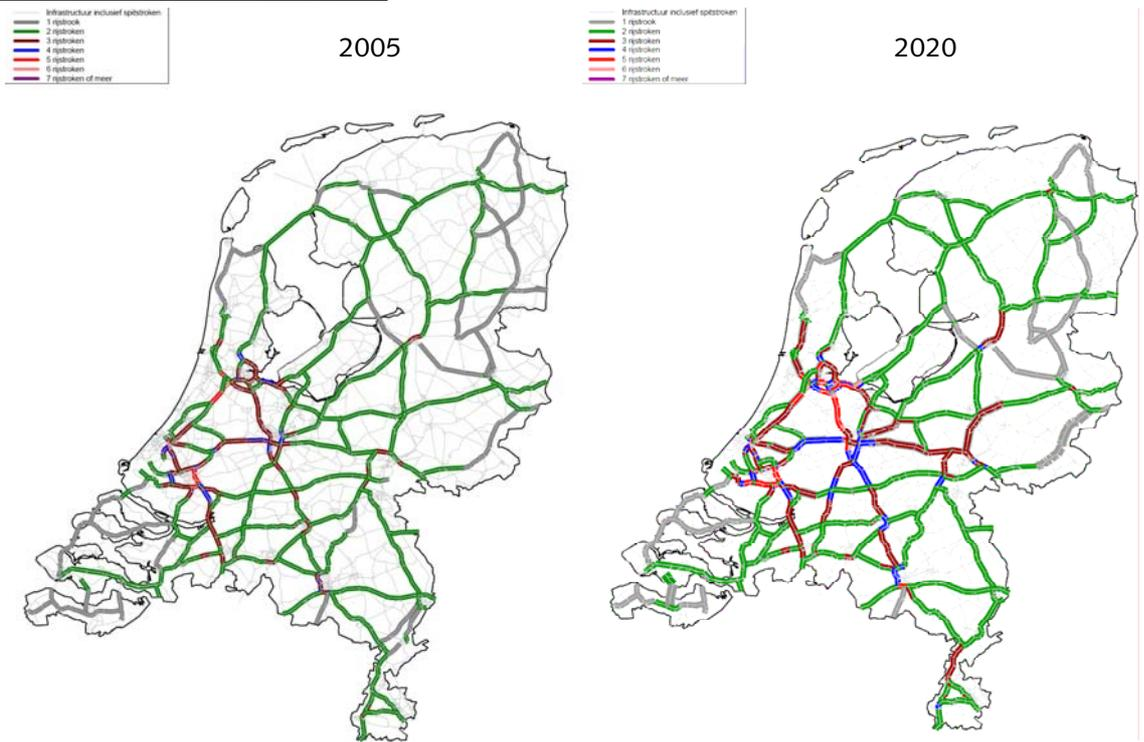 Infrastructuur inclusief spitsstroken
1 rijstrook
2 rijstroken
3 rijstroken
4 rijstroken
5 rijstroken
6 rijstroken
7 rijstroken of meer
2005
Infrastructuur inclusief spitsstroken
1 rijstrook
2 rijstroken
3 rijstroken
4 rijstroken
5 rijstroken
6 rijstroken
7 rijstroken of meer
2020